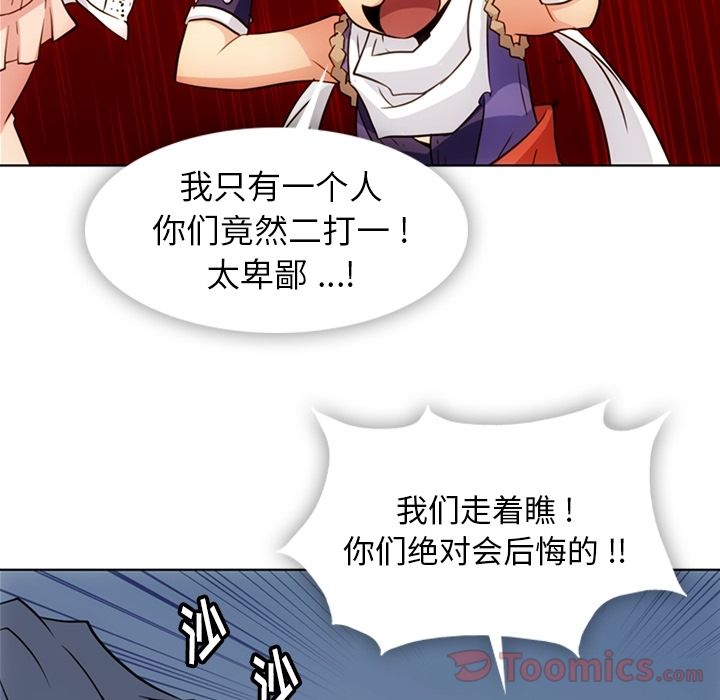 我只有一个人
你们竟然二打一！
太卑鄙 ...!
我们走着瞧！
你们绝对会后悔的 !!
沙
沙
Toomics.com